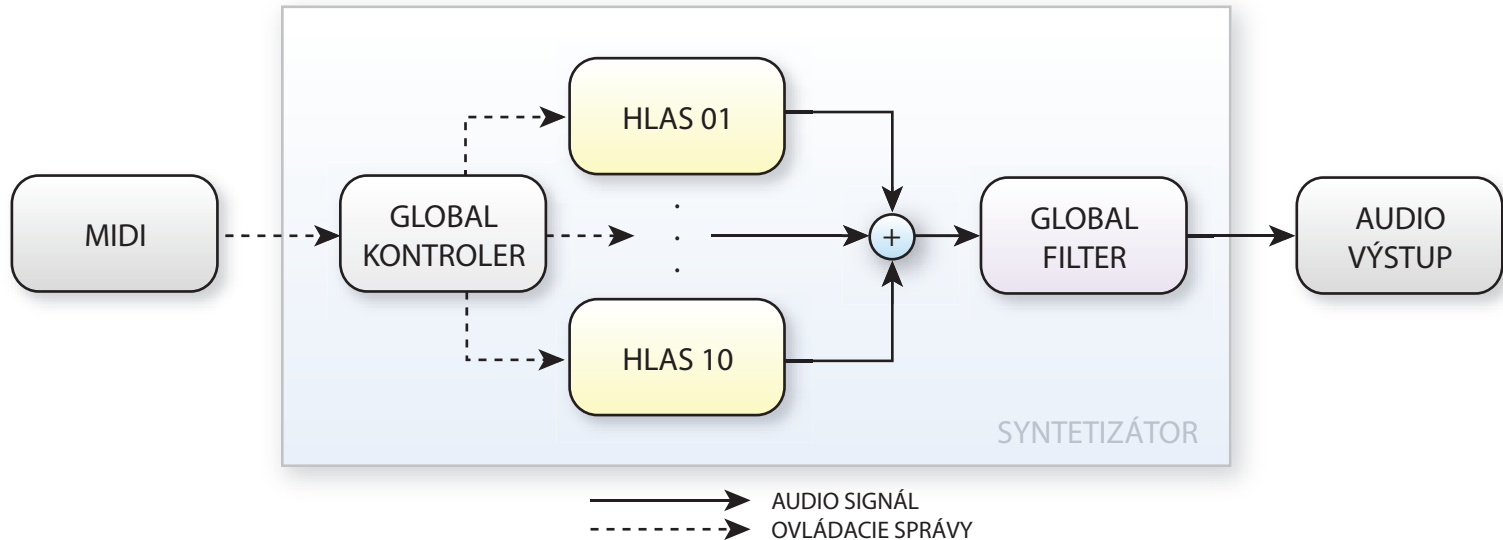 HLAS 01
MIDI
GLOBAL
KONTROLER
+
GLOBAL
FILTER
AUDIO
VÝSTUP
HLAS 10
SYNTETIZÁTOR
AUDIO SIGNÁL
OVLÁDACIE SPRÁVY